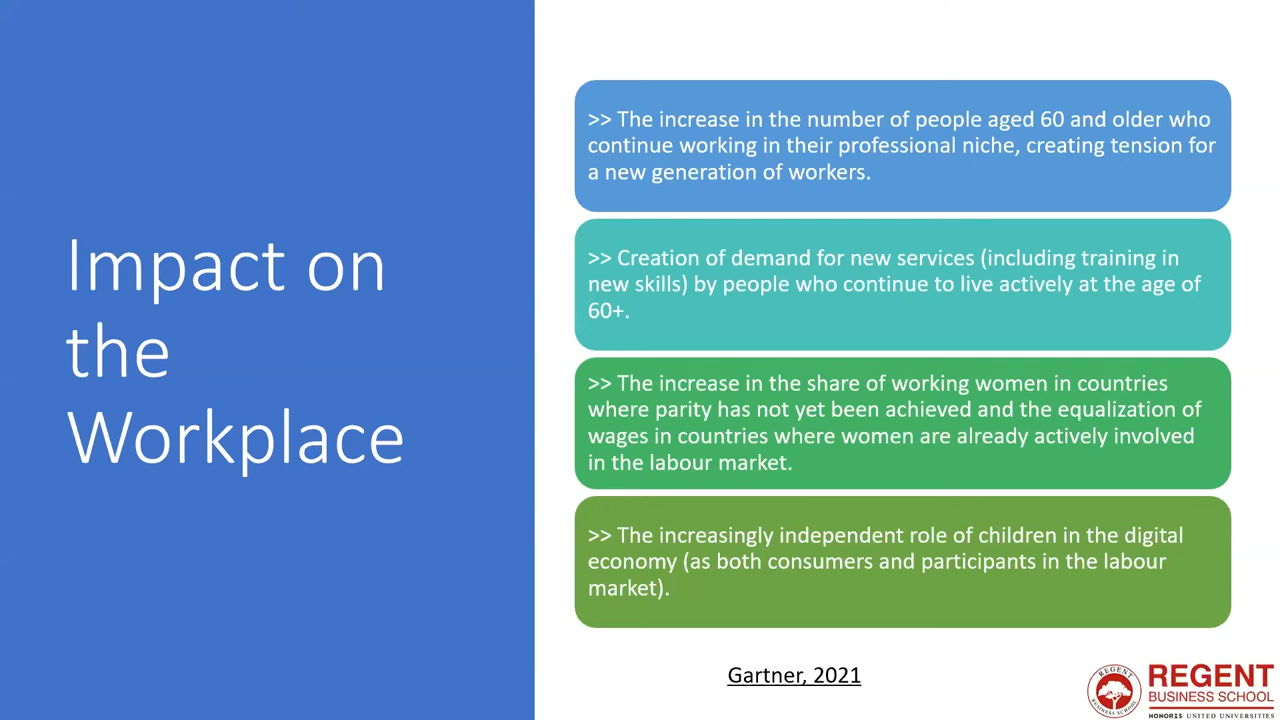 Impact on
the
Workplace
>> The increase in the number of people aged 60 and older who
continue working in their professional niche, creating tension for
a new generation of workers.
>> Creation of demand for new services (including training in
new skills) by people who continue to live actively at the age of
60+.
>> The increase in the share of working women in countries
where parity has not yet been achieved and the equalization of
wages in countries where women are already actively involved
in the labour market.
>> The increasingly independent role of children in the digital
economy (as both consumers and participants in the labour
market).
Gartner, 2021
REGENT
BUSINESS SCHOOL
REGENT
BUSINESS SCHOOL
HONORIS UNITED UNIVERSITIES